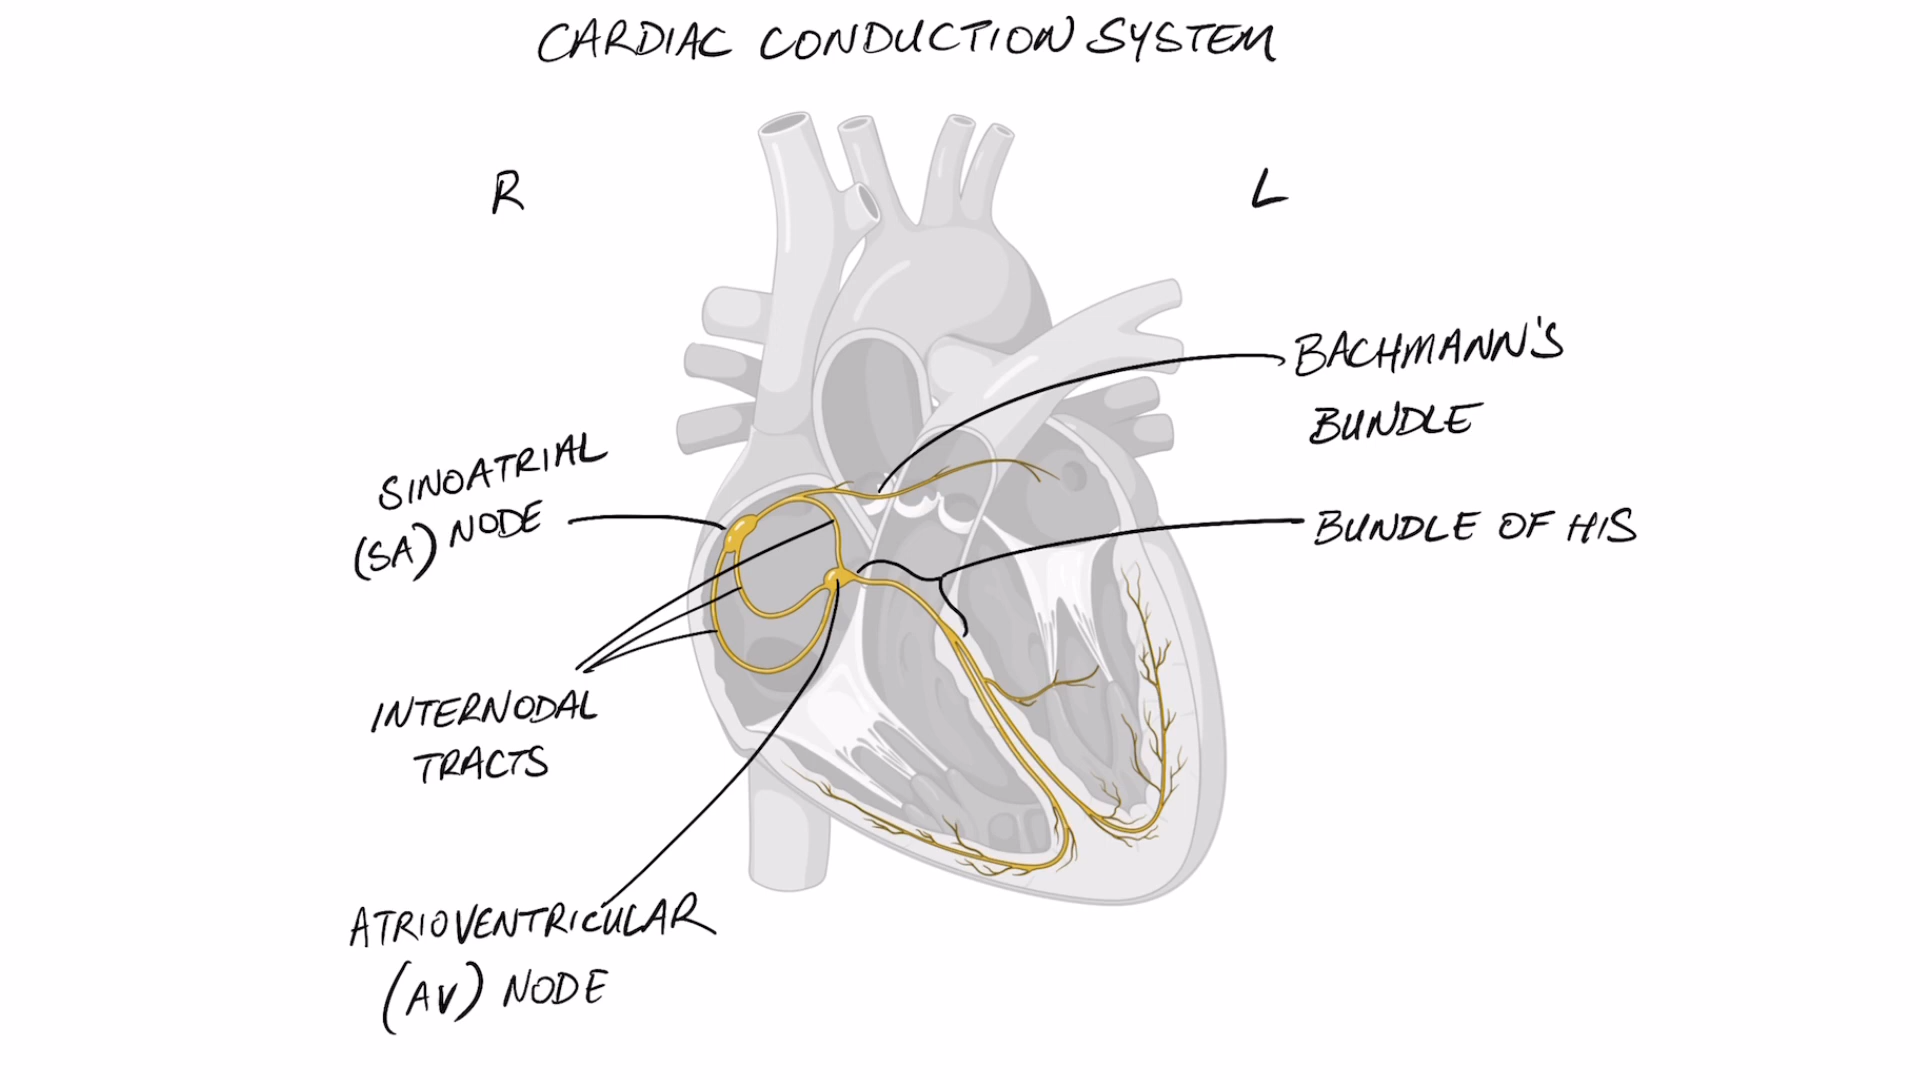 CARDIAC CONDUCTION SYSTEM
R
L
BACHMANN'S
BUNDLE
SINOATRIAL
(SA) NODE
BUNDLE OF HIS
INTERNODAL
TRACTS
ATRIOVENTRICULAR
(AV) NODE